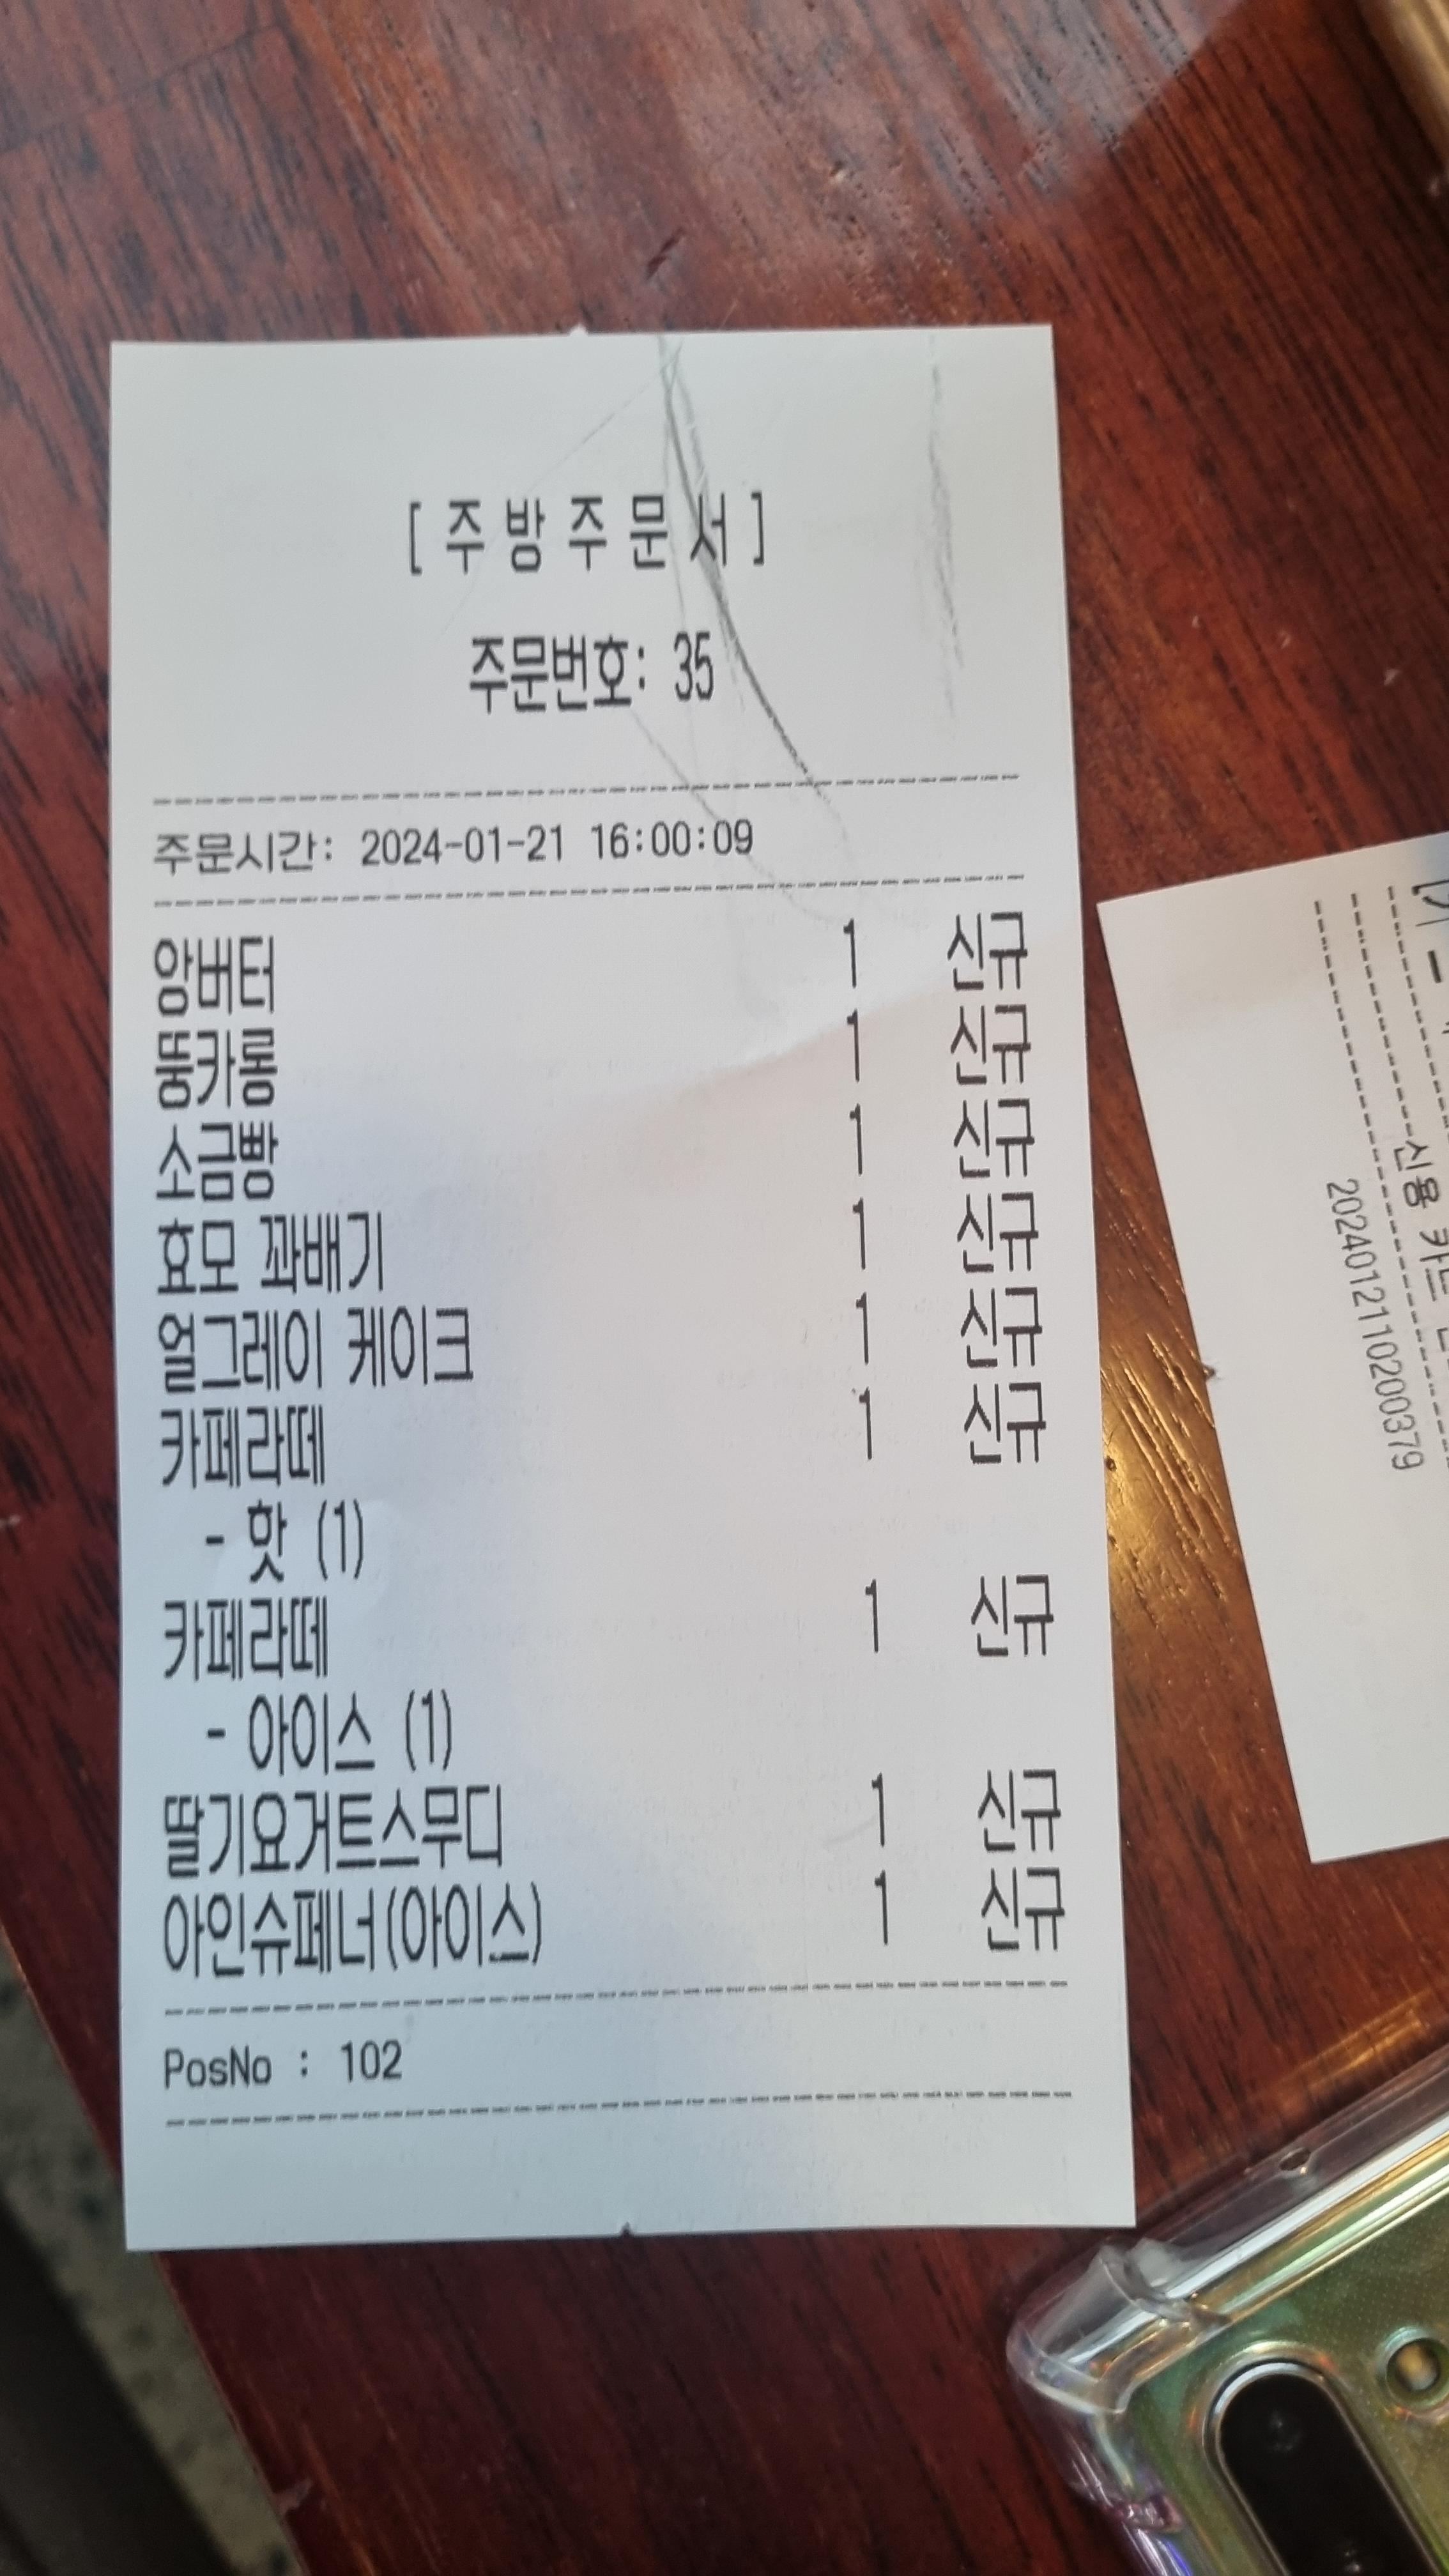 [ 주 방 주 문 서 ]
주문번호: 35
주문시간: 2024-01-21 16:00:09
앙버터 1 신규
뚱카롱 1 신규
소금빵 1 신규
효모 꽈배기 1 신규
얼그레이 케이크 1 신규
카페라떼 1 신규
- 핫 (1)
카페라떼 1 신규
- 아이스 (1)
딸기요거트스무디 1 신규
아인슈페너(아이스) 1 신규
PosNo : 102
신용 카드
20240121102000379